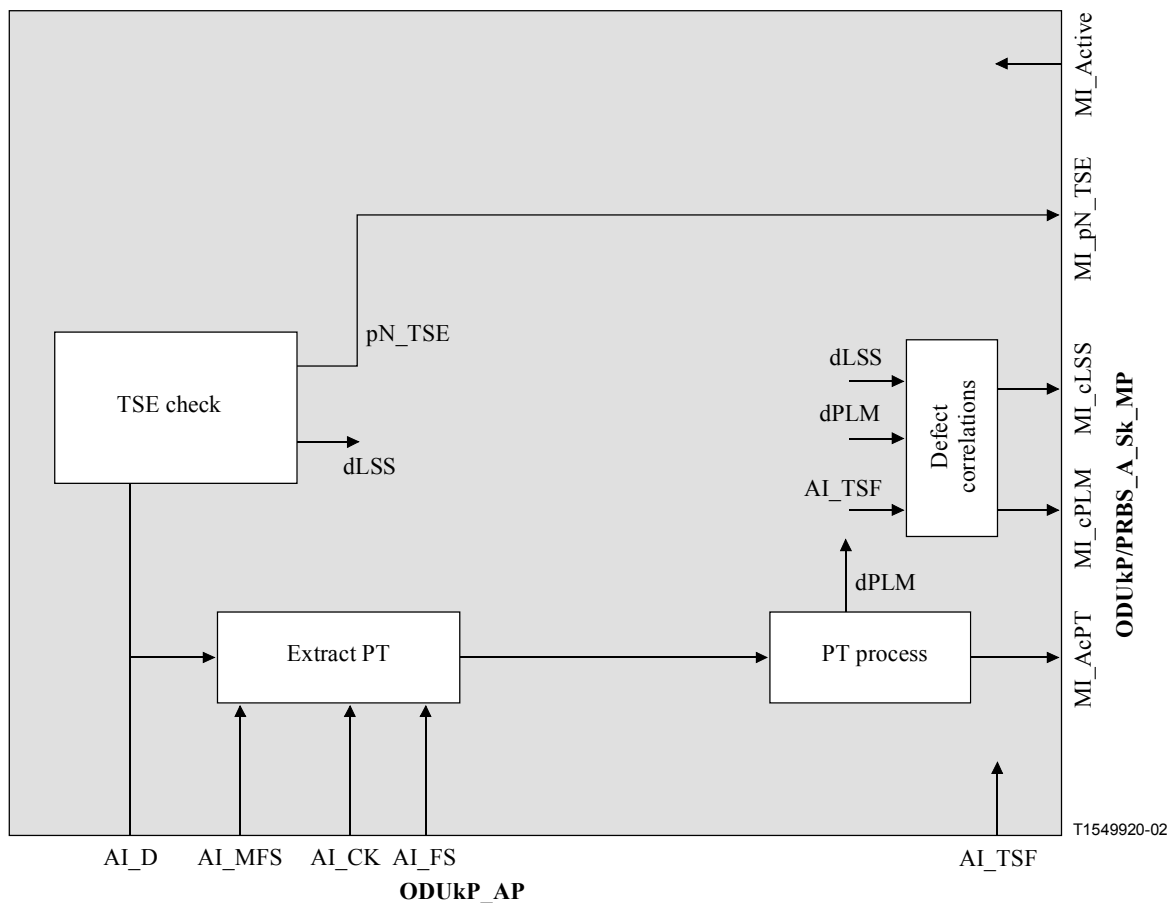 MI_Active
MI_pN_TSE
pN_TSE
TSE check
dLSS
dLSS
dPLM
AI_TSF
Defect
correlations
MI_cLSS
MI_cPLM
ODUkP/PRBS_A_Sk_MP
dPLM
Extract PT
PT process
MI_AcPT
T1549920-02
AI_D
AI_MFS
AI_CK
AI_FS
AI_TSF
ODUkP_AP